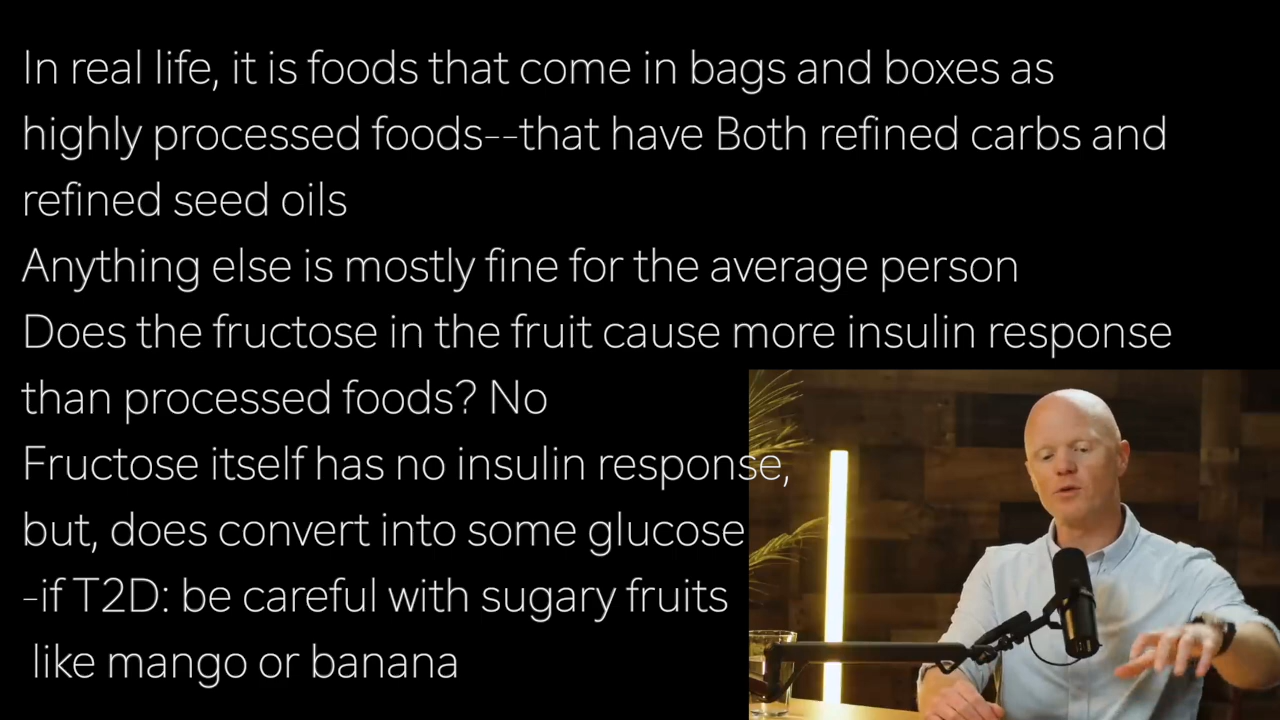 In real life, it is foods that come in bags and boxes as
highly processed foods--that have Both refined carbs and
refined seed oils
Anything else is mostly fine for the average person
Does the fructose in the fruit cause more insulin response
than processed foods? No
Fructose itself has no insulin response,
but, does convert into some glucose
-if T2D: be careful with sugary fruits
like mango or banana